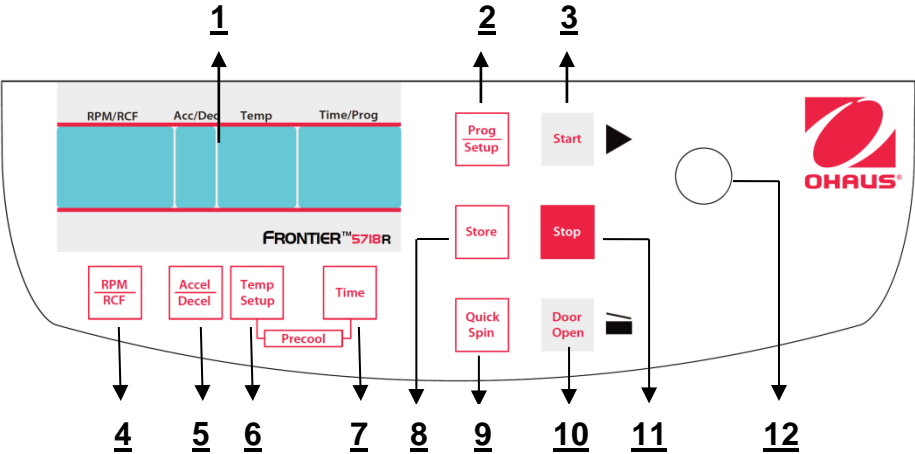 1 2 3
RPM/RCF Acc/Dec Temp Time/Prog
Prog
Setup
Start
OHAUS®
Store
Stop
FRONTIER™5718R
RPM
RCF
Accel
Decel
Temp
Setup
Time
Precool
Quick
Spin
Door
Open
4 5 6 7 8 9 10 11 12